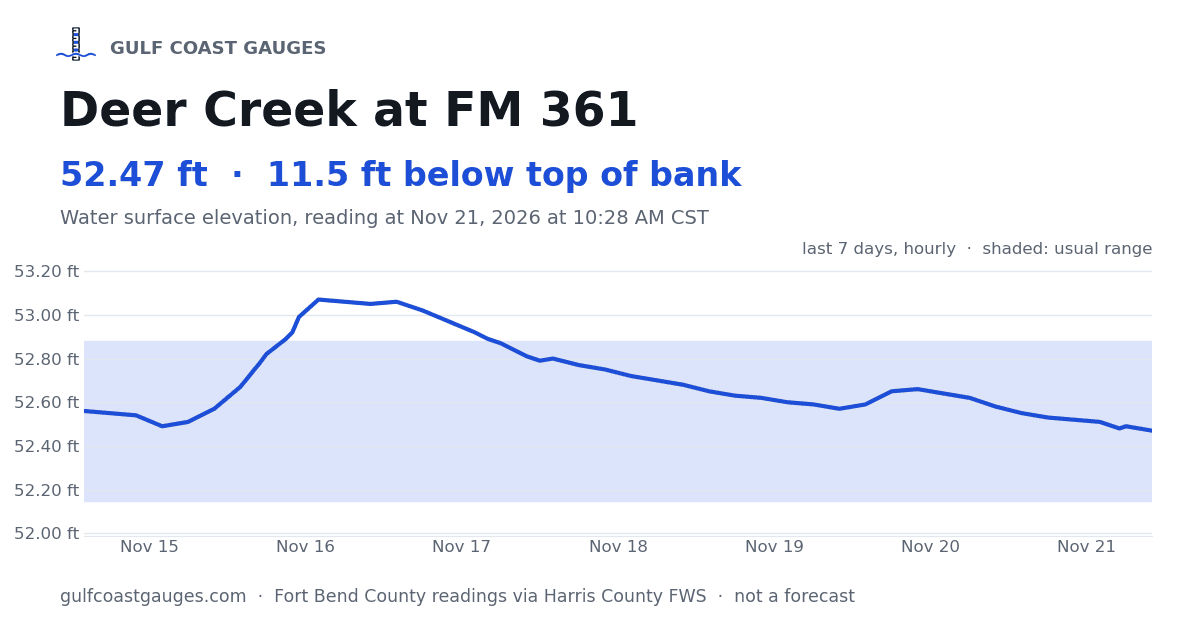 GULF COAST GAUGES
Deer Creek at FM 361
52.47 ft · 11.5 ft below top of bank
Water surface elevation, reading at Nov 21, 2026 at 10:28 AM CST
last 7 days, hourly · shaded: usual range
53.20 ft
53.00 ft
52.80 ft
52.60 ft
52.40 ft
52.20 ft
52.00 ft
Nov 15 Nov 16 Nov 17 Nov 18 Nov 19 Nov 20 Nov 21
gulfcoastgauges.com · Fort Bend County readings via Harris County FWS · not a forecast